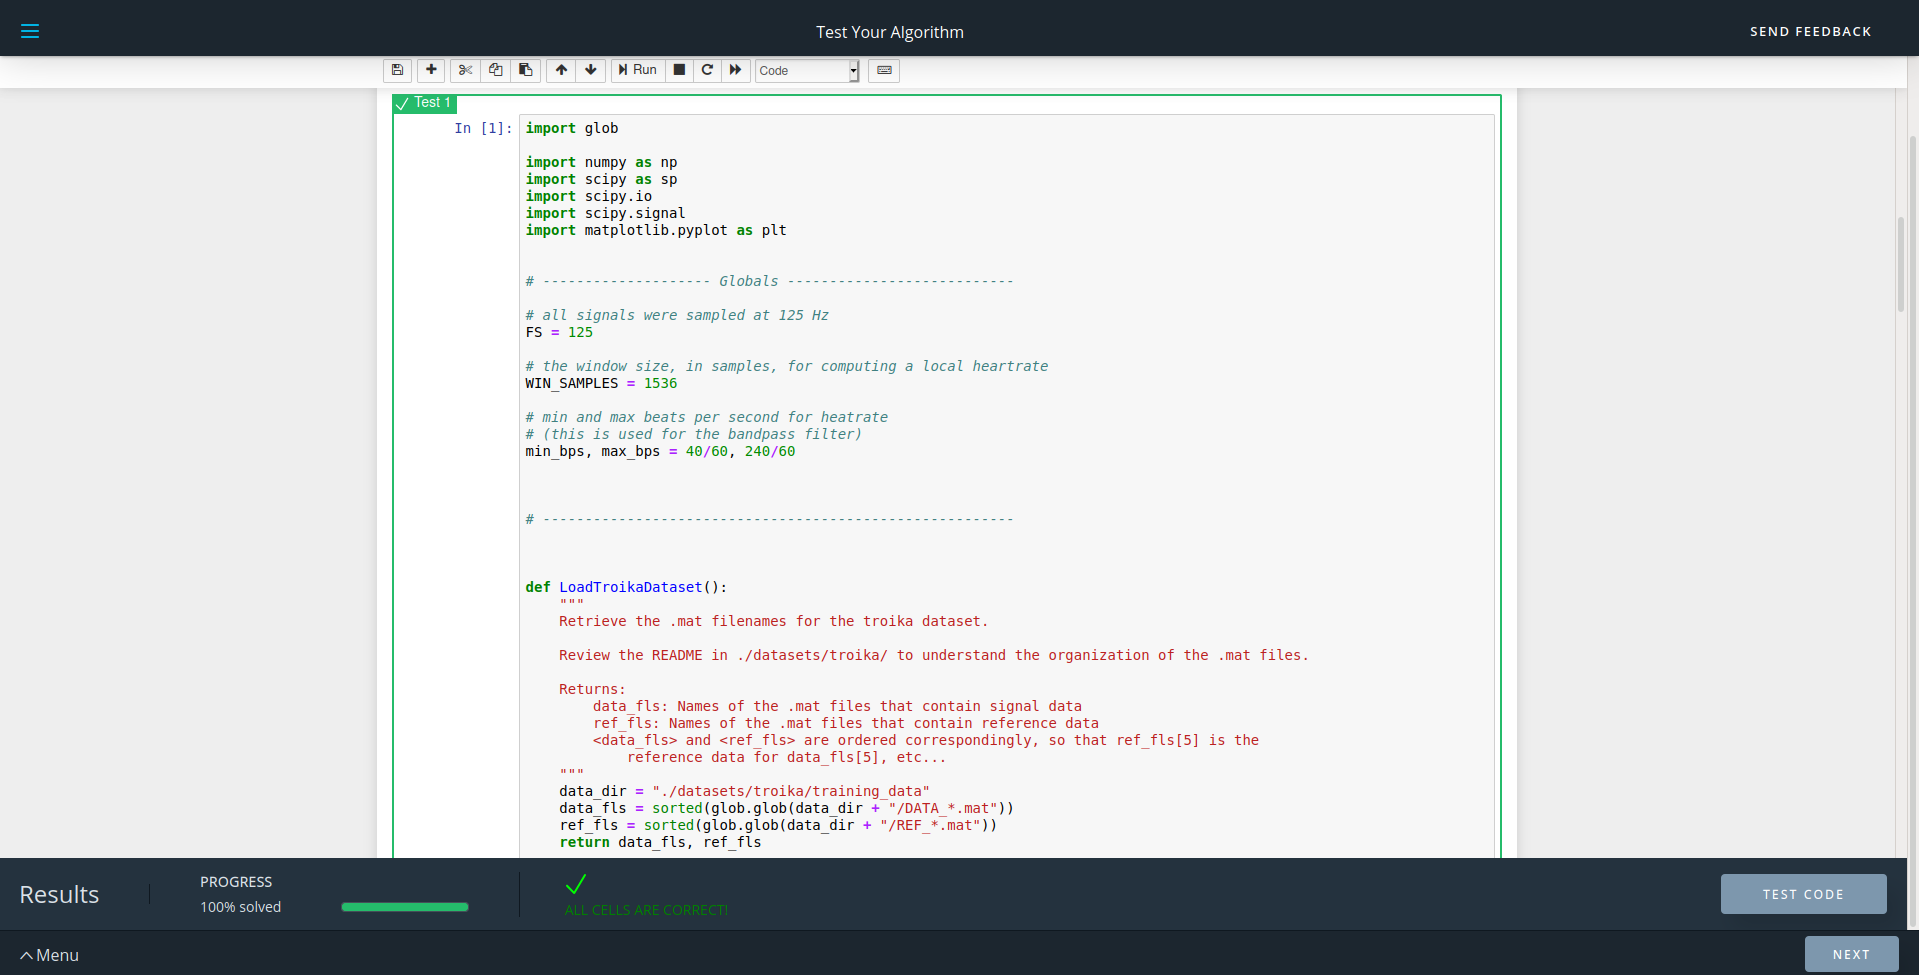 Test Your Algorithm
SEND FEEDBACK
Run
Code
Test 1
In [1]:
import glob
import numpy as np
import scipy as sp
import scipy.io
import scipy.signal
import matplotlib.pyplot as plt
# -------------------- Globals ---------------------------
# all signals were sampled at 125 Hz
FS = 125
# the window size, in samples, for computing a local heartrate
WIN_SAMPLES = 1536
# min and max beats per second for heatrate
# (this is used for the bandpass filter)
min_bps, max_bps = 40/60, 240/60
# --------------------------------------------------------
def LoadTroikaDataset():
"""
Retrieve the .mat filenames for the troika dataset.
Review the README in ./datasets/troika/ to understand the organization of the .mat files.
Returns:
data_fls: Names of the .mat files that contain signal data
ref_fls: Names of the .mat files that contain reference data
<data_fls> and <ref_fls> are ordered correspondingly, so that ref_fls[5] is the
reference data for data_fls[5], etc...
"""
data_dir = "./datasets/troika/training_data"
data_fls = sorted(glob.glob(data_dir + "/DATA_*.mat"))
ref_fls = sorted(glob.glob(data_dir + "/REF_*.mat"))
return data_fls, ref_fls
Results
PROGRESS
100% solved
ALL CELLS ARE CORRECT!
TEST CODE
Menu
NEXT